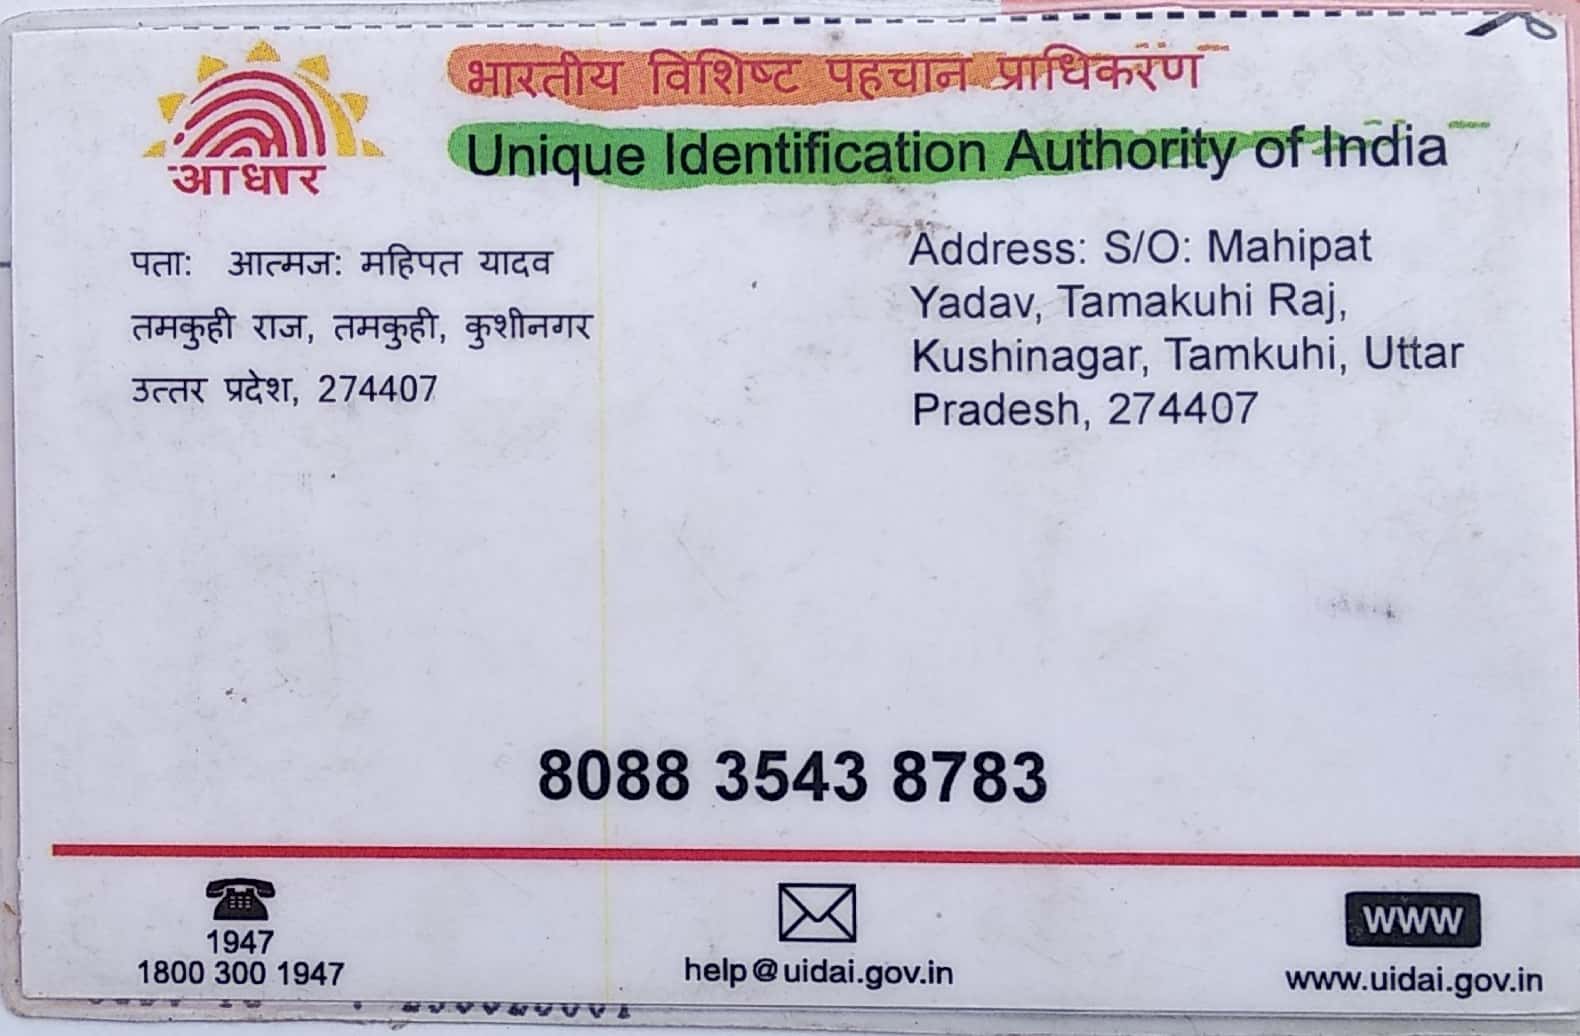 भारतीय विशिष्ट पहचान प्राधिकरण
Unique Identification Authority of India
आधार
पता: आत्मज: महिपत यादव
तमकुही राज, तमकुही, कुशीनगर
उत्तर प्रदेश, 274407
Address: S/O: Mahipat
Yadav, Tamakuhi Raj,
Kushinagar, Tamkuhi, Uttar
Pradesh, 274407
8088 3543 8783
1947
1800 300 1947
help@uidai.gov.in
www
www.uidai.gov.in